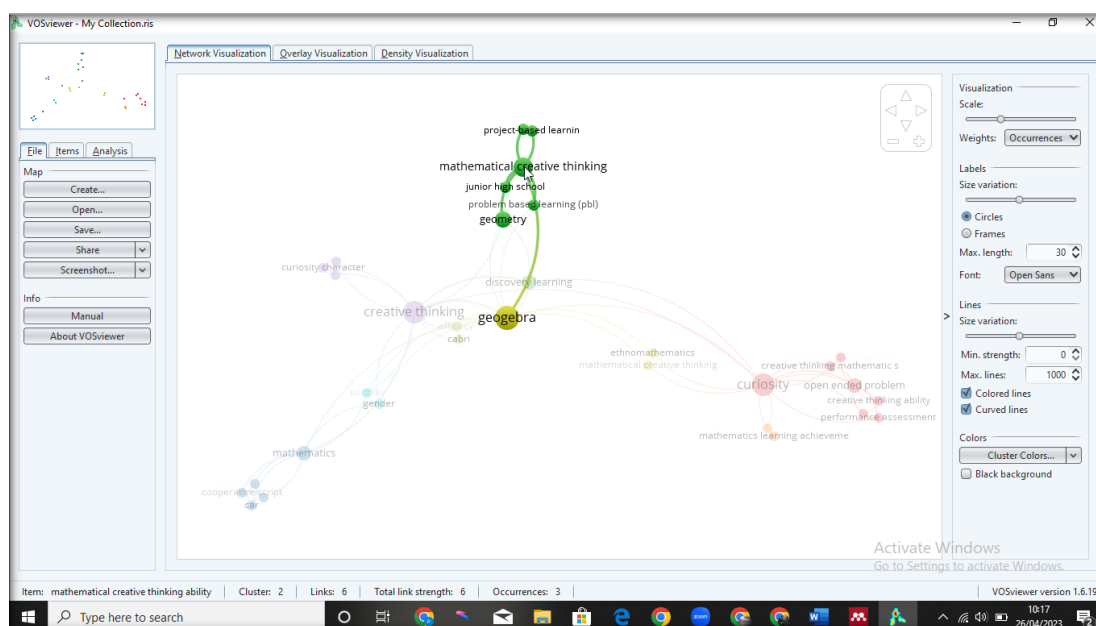 VOSviewer - My Collection.ris
Network Visualization
Overlay Visualization
Density Visualization
File
Items
Analysis
Map
Create...
Open...
Save...
Share
Screenshot...
Info
Manual
About VOSviewer
project-based learnin
mathematical creative thinking
junior high school
problem based learning (pbl)
geometry
discovery learning
curiosity character
creative thinking
geogebra
cabri
ethnomathematics
mathematical creative thinking
creative thinking mathematic s
curiosity
open ended problem
creative thinking ability
performance assessment
mathematics learning achieveme
gender
mathematics
cooperative script
car
Visualization
Scale:
Weights:
Occurrences
Labels
Size variation:
Circles
Frames
Max. length:
30
Font:
Open Sans
Lines
Size variation:
Min. strength:
0
Max. lines:
1000
Colored lines
Curved lines
Colors
Cluster Colors...
Black background
>
Activate Windows
Go to Settings to activate Windows.
Item: mathematical creative thinking ability
Cluster: 2
Links: 6
Total link strength: 6
Occurrences: 3
VOSviewer version 1.6.19
Type here to search
zoom
10:17
26/04/2023